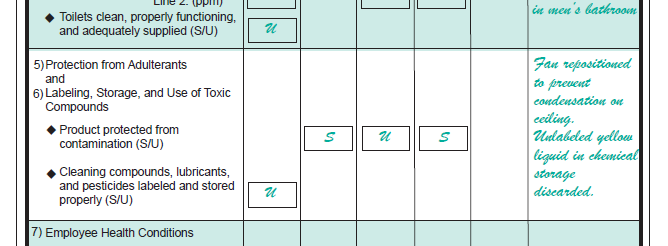 Line 2: (ppm)
◆ Toilets clean, properly functioning,
and adequately supplied (S/U)
U
in men's bathroom
5) Protection from Adulterants
and
6) Labeling, Storage, and Use of Toxic
Compounds
◆ Product protected from
contamination (S/U)
S U S
◆ Cleaning compounds, lubricants,
and pesticides labeled and stored
properly (S/U)
U
Fan repositioned
to prevent
condensation on
ceiling.
Unlabeled yellow
liquid in chemical
storage
discarded.
7) Employee Health Conditions